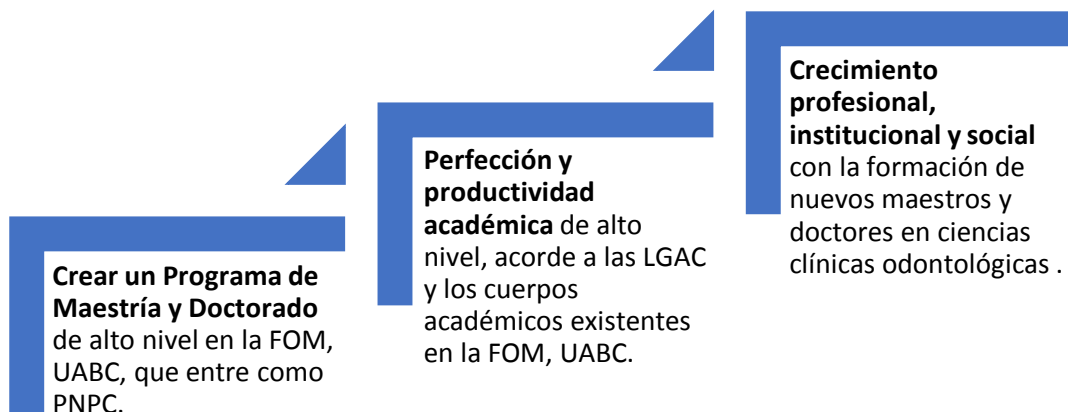 Crear un Programa de
Maestría y Doctorado
de alto nivel en la FOM,
UABC, que entre como
PNPC.
Perfección y
productividad
académica de alto
nivel, acorde a las LGAC
y los cuerpos
académicos existentes
en la FOM, UABC.
Crecimiento
profesional,
institucional y social
con la formación de
nuevos maestros y
doctores en ciencias
clínicas odontológicas .